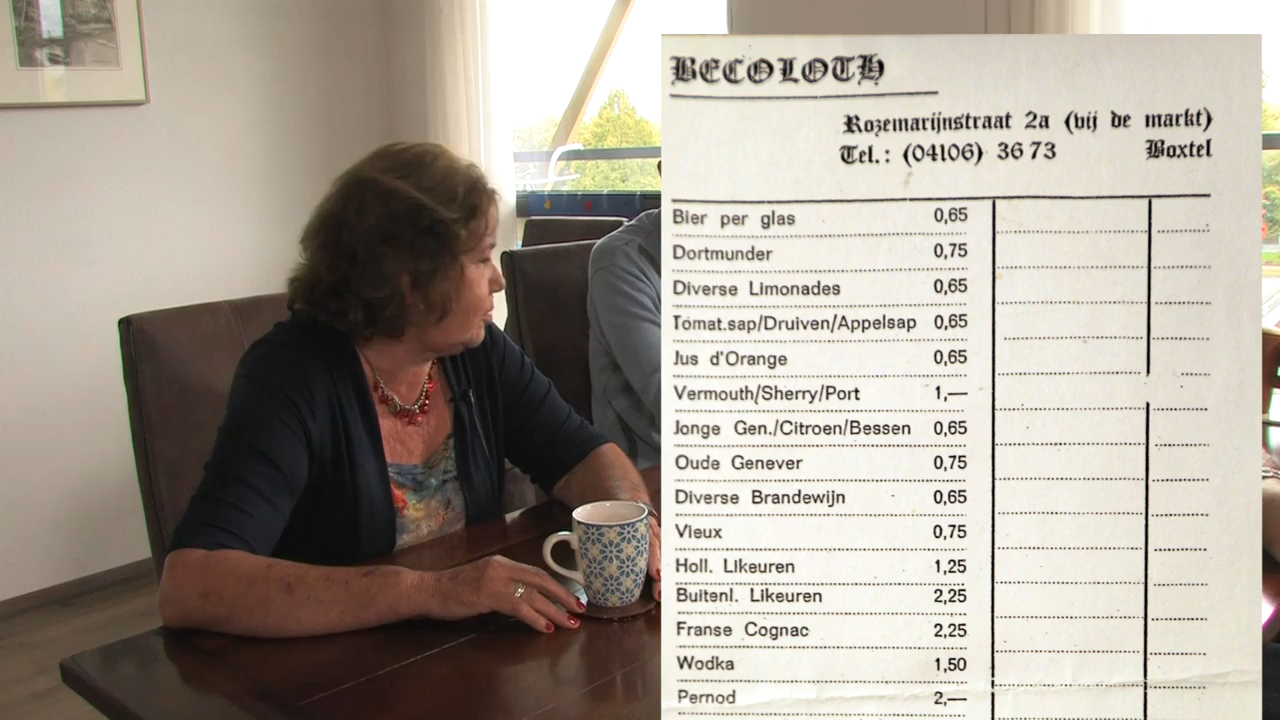 BECOLOTH
Rozemarijnstraat 2a (bij de markt)
Tel.: (04106) 36 73 Boxtel
Bier per glas 0,65
Dortmunder 0,75
Diverse Limonades 0,65
Tomat.sap/Druiven/Appelsap 0,65
Jus d'Orange 0,65
Vermouth/Sherry/Port 1,—
Jonge Gen./Citroen/Bessen 0,65
Oude Genever 0,75
Diverse Brandewijn 0,65
Vieux 0,75
Holl. Likeuren 1,25
Buitenl. Likeuren 2,25
Franse Cognac 2,25
Wodka 1,50
Pernod 2,—